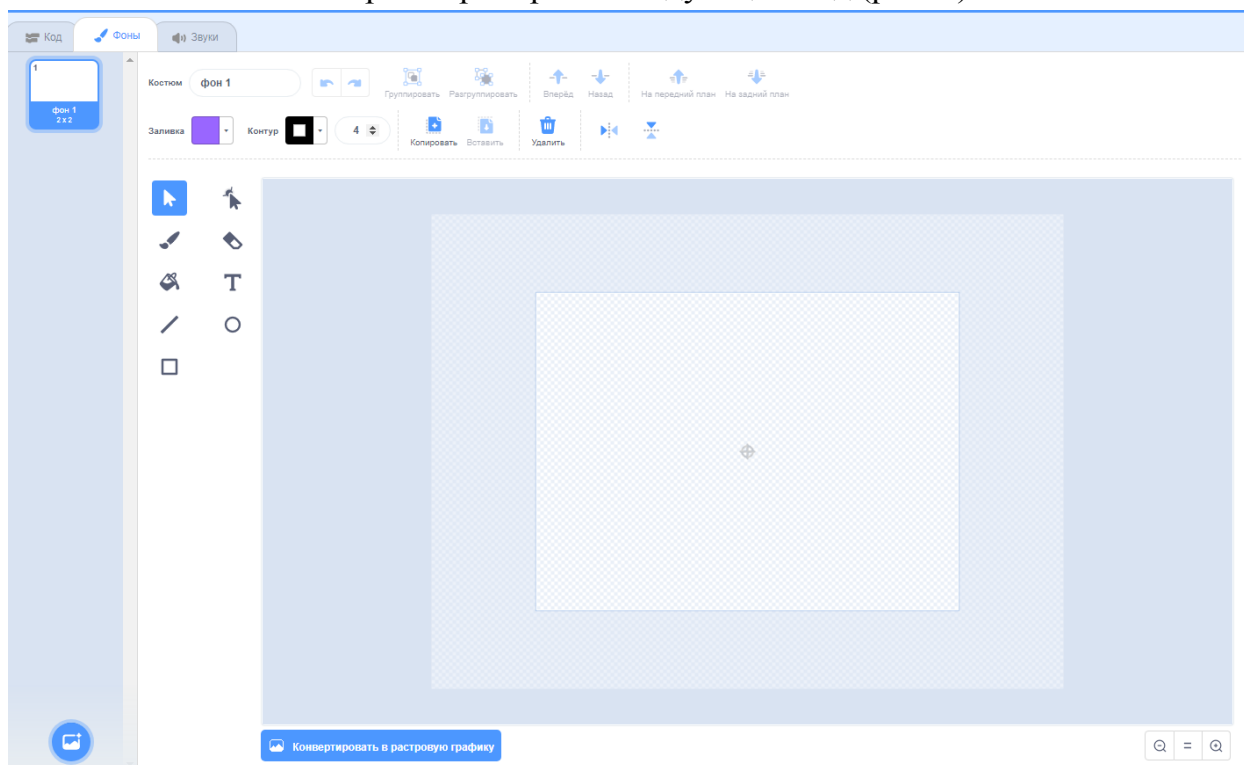 Код
Фоны
Звуки
1
фон 1
2 x 2
Костюм
фон 1
Группировать
Разгруппировать
Вперёд
Назад
На передний план
На задний план
Заливка
Контур
4
Копировать
Вставить
Удалить
T
Конвертировать в растровую графику
=